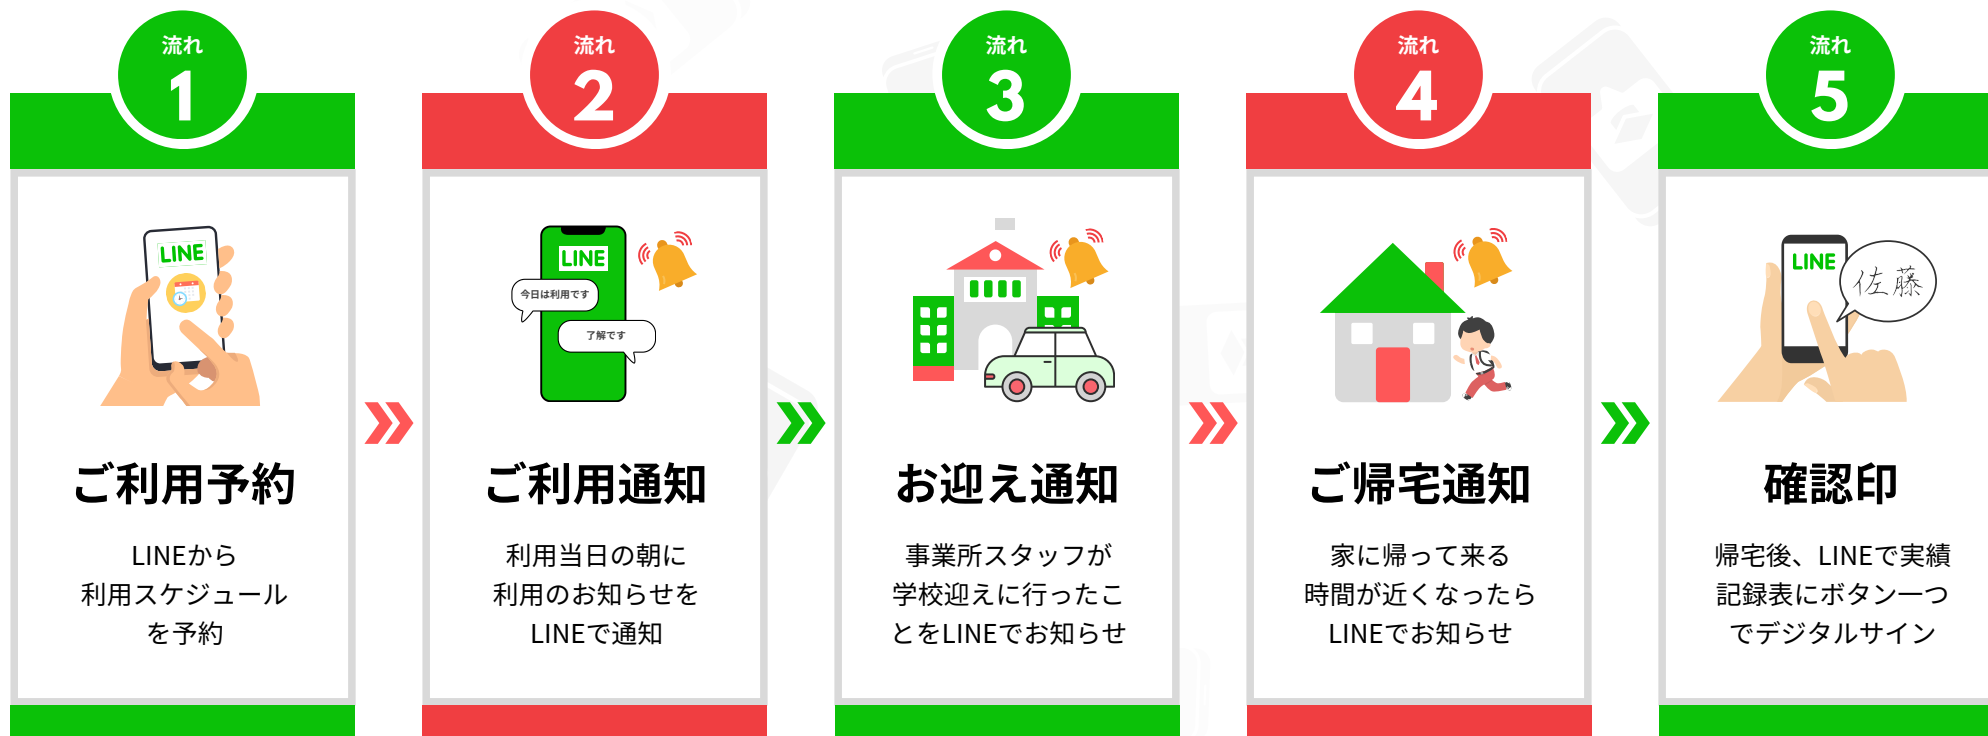 流れ
1
LINE
ご利用予約
LINEから
利用スケジュール
を予約
流れ
2
LINE
今日は利用です
了解です
ご利用通知
利用当日の朝に
利用のお知らせを
LINEで通知
流れ
3
お迎え通知
事業所スタッフが
学校迎えに行ったこ
とをLINEでお知らせ
流れ
4
ご帰宅通知
家に帰って来る
時間が近くなったら
LINEでお知らせ
流れ
5
LINE
佐藤
確認印
帰宅後、LINEで実績
記録表にボタン一つ
でデジタルサイン